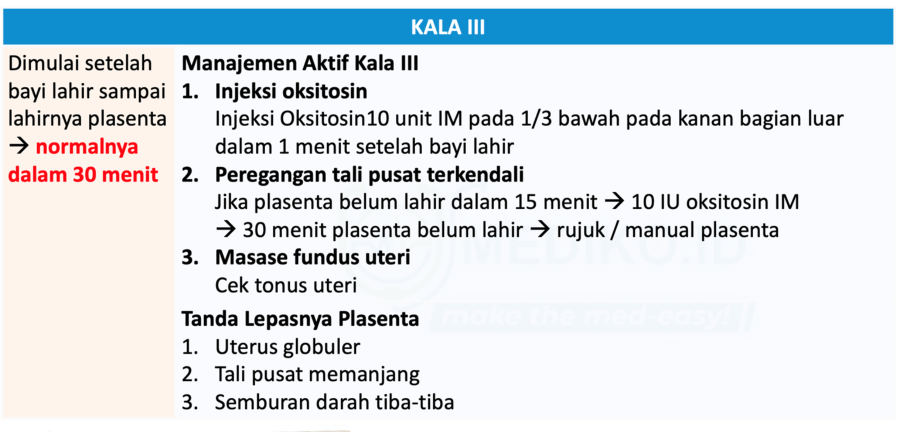 KALA III
Dimulai setelah
bayi lahir sampai
lahirnya plasenta
→ normalnya
dalam 30 menit
Manajemen Aktif Kala III
1. Injeksi oksitosin
Injeksi Oksitosin10 unit IM pada 1/3 bawah pada kanan bagian luar
dalam 1 menit setelah bayi lahir
2. Peregangan tali pusat terkendali
Jika plasenta belum lahir dalam 15 menit → 10 IU oksitosin IM
→ 30 menit plasenta belum lahir → rujuk / manual plasenta
3. Masase fundus uteri
Cek tonus uteri
Tanda Lepasnya Plasenta
1. Uterus globuler
2. Tali pusat memanjang
3. Semburan darah tiba-tiba
MEDIKO.ID
make the med-easy!